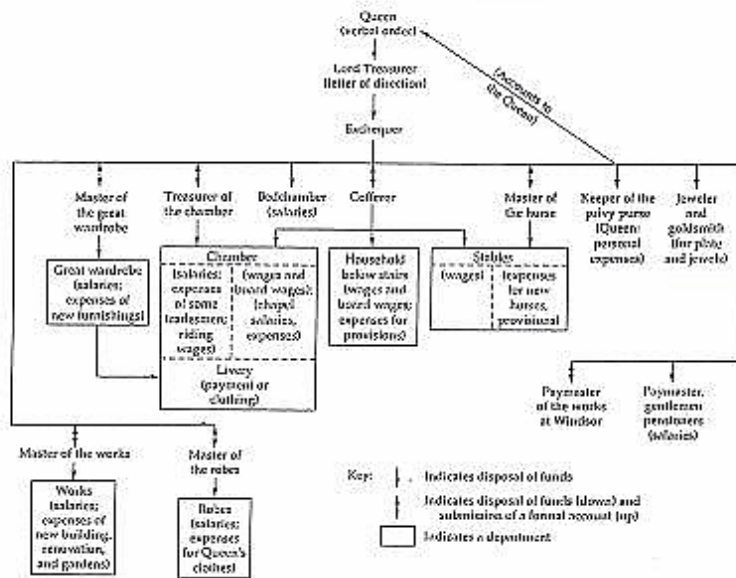 Queen
(verbal order)
Lord Treasurer
(letter of direction)
Exchequer
(Accounts to
the Queen)
Master of
the great
wardrobe
Treasurer of
the chamber
Bedchamber
(salaries)
Cofferer
Master of
the horse
Keeper of the
privy purse
(Queen:
personal
expenses)
Jeweler
and
goldsmith
(for plate
and jewels)
Great wardrobe
(salaries;
expenses of
new furnishings)
Chamber
(salaries;
expenses
of some
tradesmen;
riding
wages)
(wages and
board wages);
(chapel
salaries,
expenses)
Livery
(payment or
clothing)
Household
below stairs
(wages and
board wages;
expenses for
provisions)
Stables
(wages)
(expenses
for new
horses,
provisions)
Paymaster
of the works
at Windsor
Paymaster,
gentlemen
pensioners
(salaries)
Master of the works
Master of
the robes
Works
(salaries;
expenses of
new building,
renovation,
and gardens)
Robes
(salaries;
expenses
for Queen's
clothes)
Key:
Indicates disposal of funds
Indicates disposal of funds (down) and
submission of a formal account (up)
Indicates a department